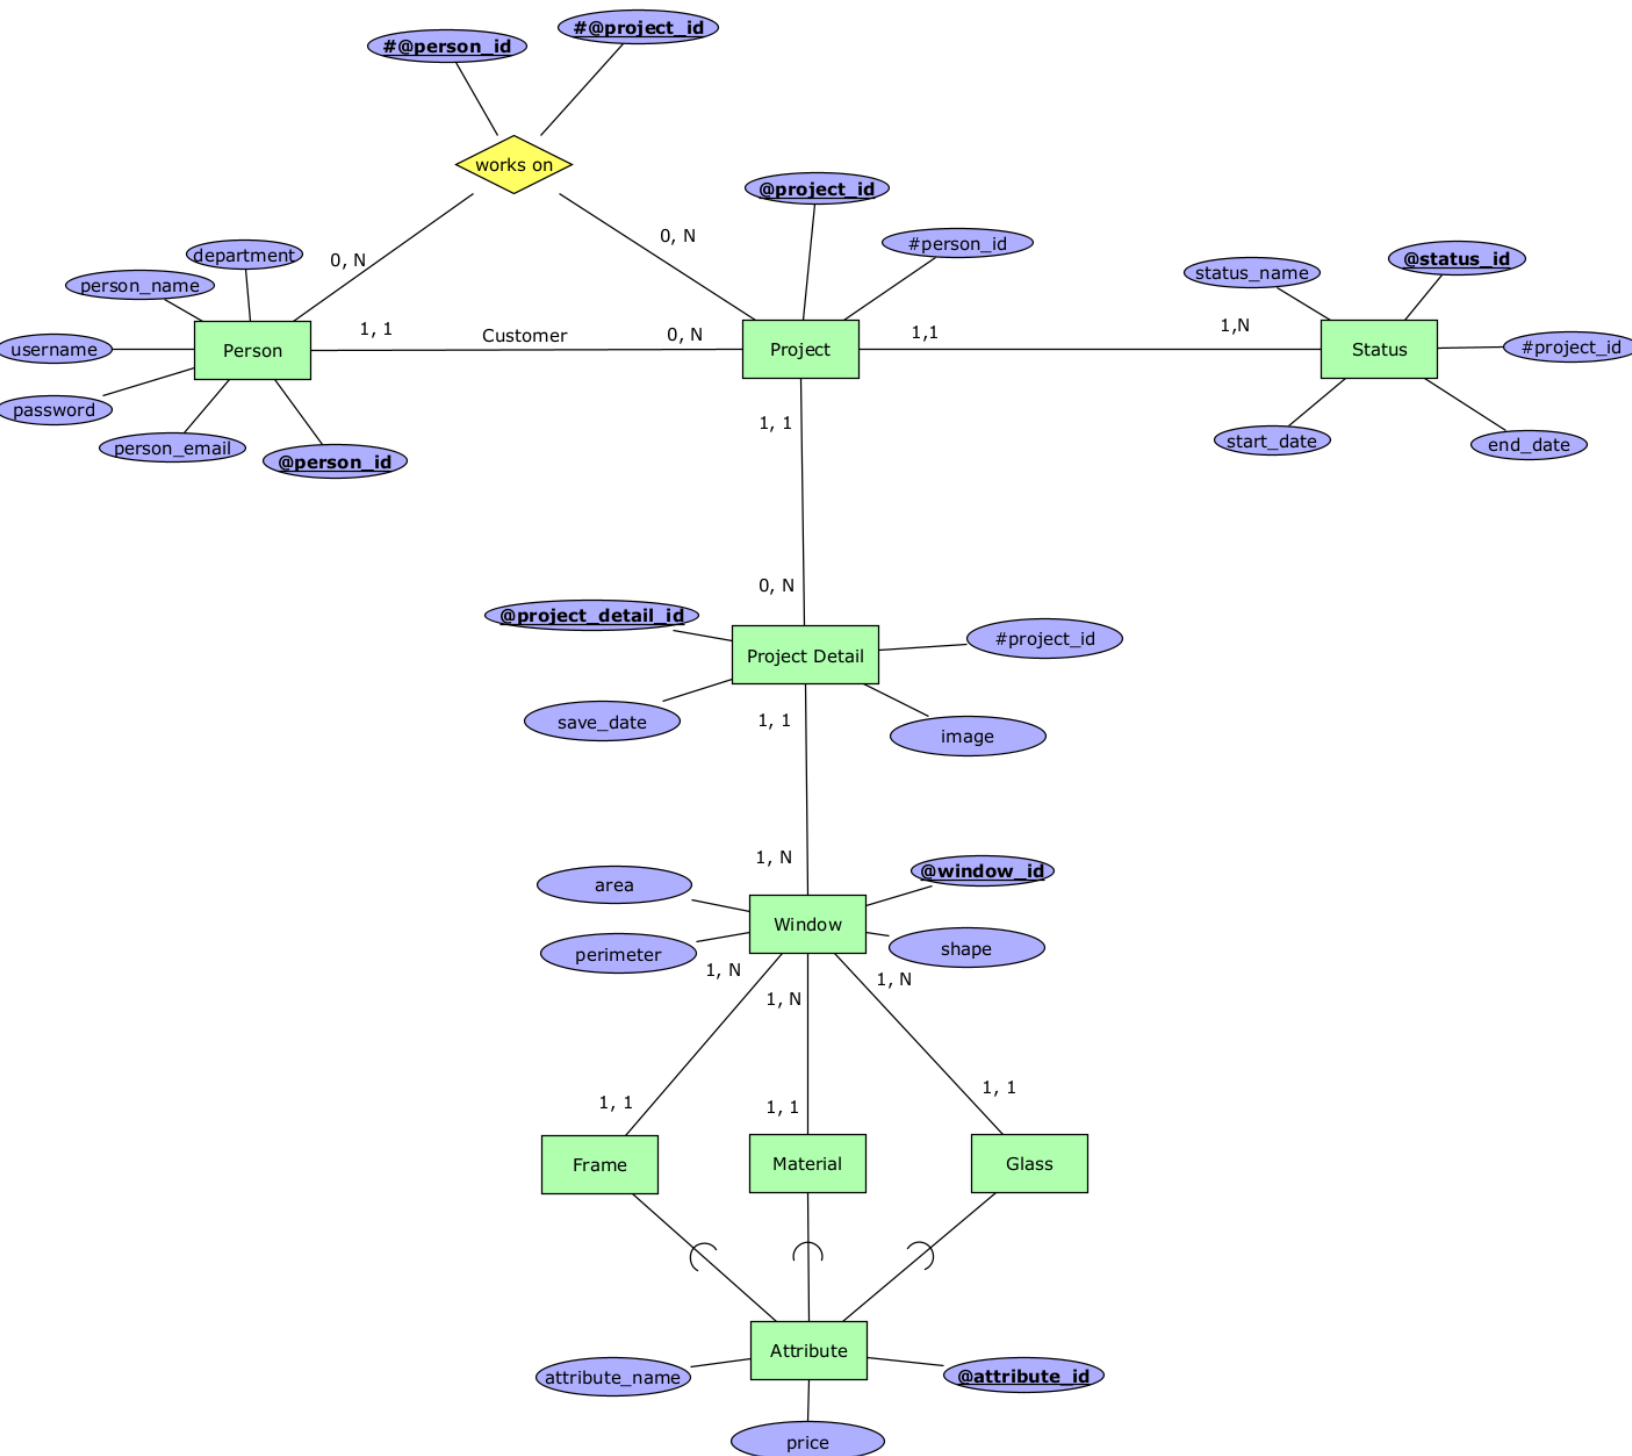 #@person_id
#@project_id
works on
@project_id
#person_id
0, N
0, N
department
person_name
username
password
person_email
@person_id
Person
1, 1
Customer
0, N
Project
1,1
1,N
status_name
@status_id
Status
#project_id
start_date
end_date
1, 1
0, N
@project_detail_id
#project_id
Project Detail
save_date
image
1, 1
1, N
area
@window_id
Window
perimeter
shape
1, N
1, N
1, N
1, 1
1, 1
1, 1
Frame
Material
Glass
Attribute
attribute_name
@attribute_id
price